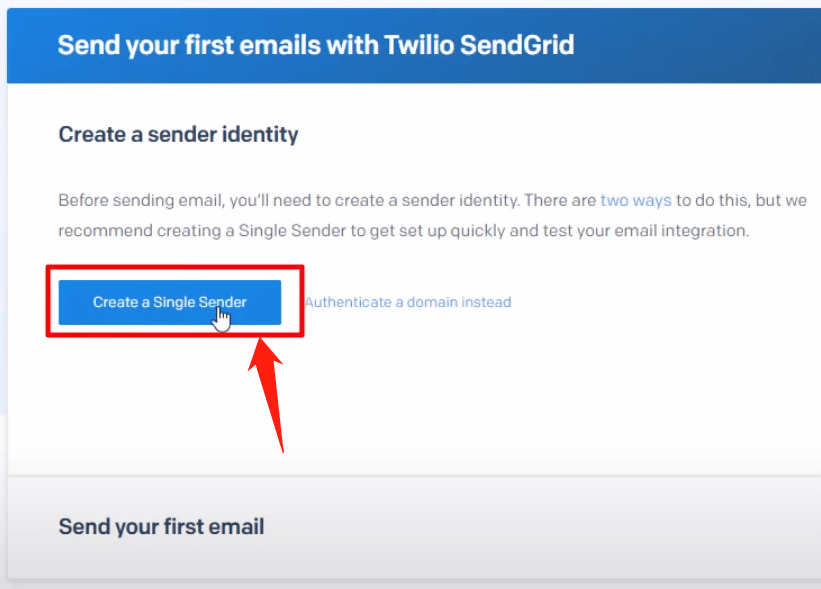 Send your first emails with Twilio SendGrid
Create a sender identity
Before sending email, you'll need to create a sender identity. There are two ways to do this, but we
recommend creating a Single Sender to get set up quickly and test your email integration.
Create a Single Sender
Authenticate a domain instead
Send your first email